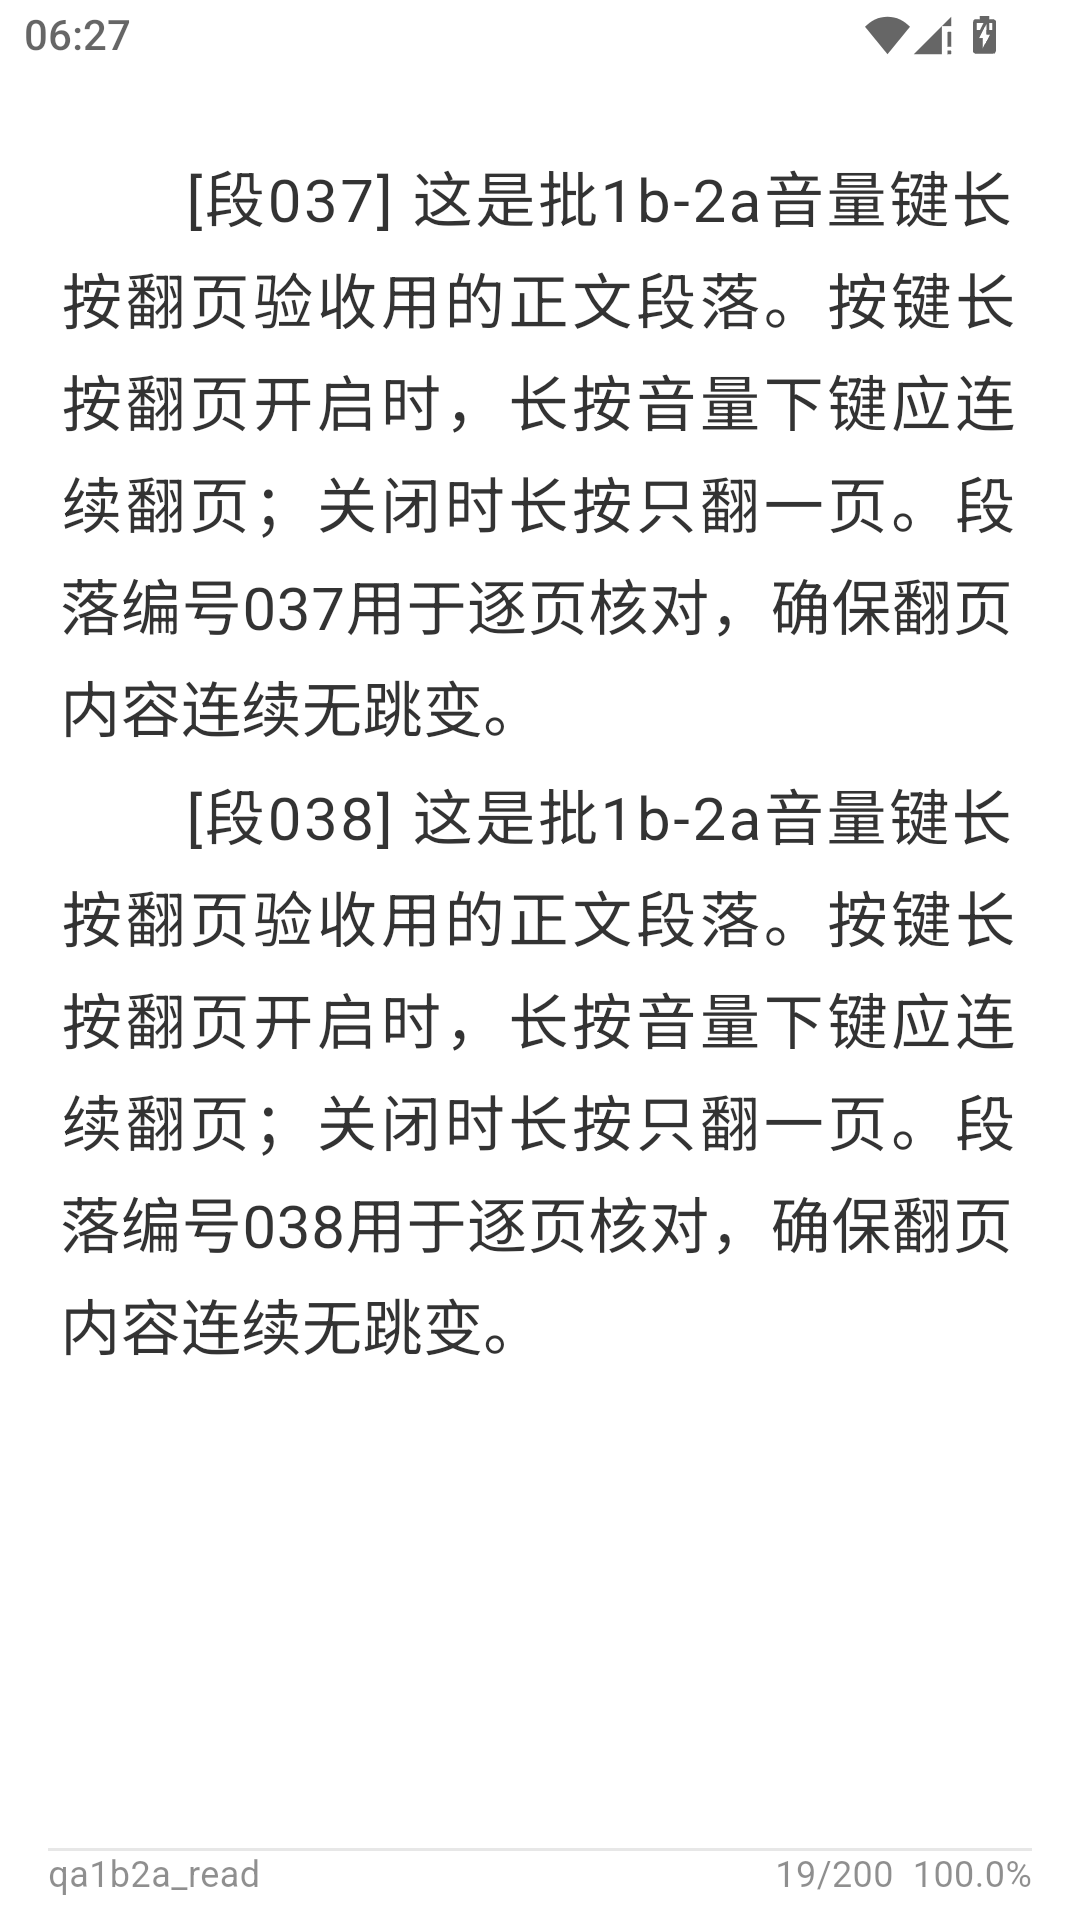 06:27
[段037] 这是批1b-2a音量键长
按翻页验收用的正文段落。按键长
按翻页开启时，长按音量下键应连
续翻页；关闭时长按只翻一页。段
落编号037用于逐页核对，确保翻页
内容连续无跳变。
[段038] 这是批1b-2a音量键长
按翻页验收用的正文段落。按键长
按翻页开启时，长按音量下键应连
续翻页；关闭时长按只翻一页。段
落编号038用于逐页核对，确保翻页
内容连续无跳变。
qa1b2a_read 19/200 100.0%